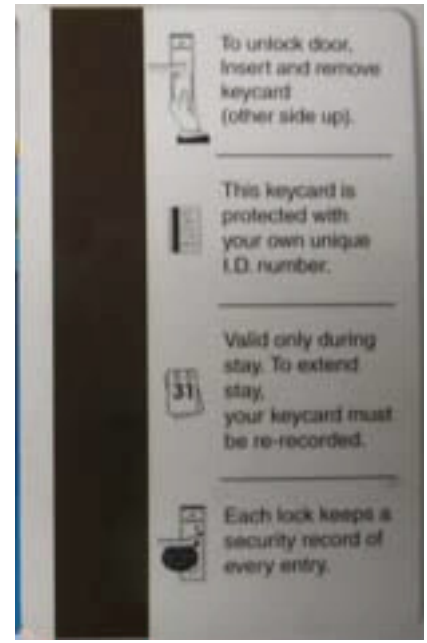 To unlock door,
Insert and remove
keycard
(other side up).
This keycard is
protected with
your own unique
I.D. number.
Valid only during
stay. To extend
31
stay,
your keycard must
be re-recorded.
Each lock keeps a
security record of
every entry.